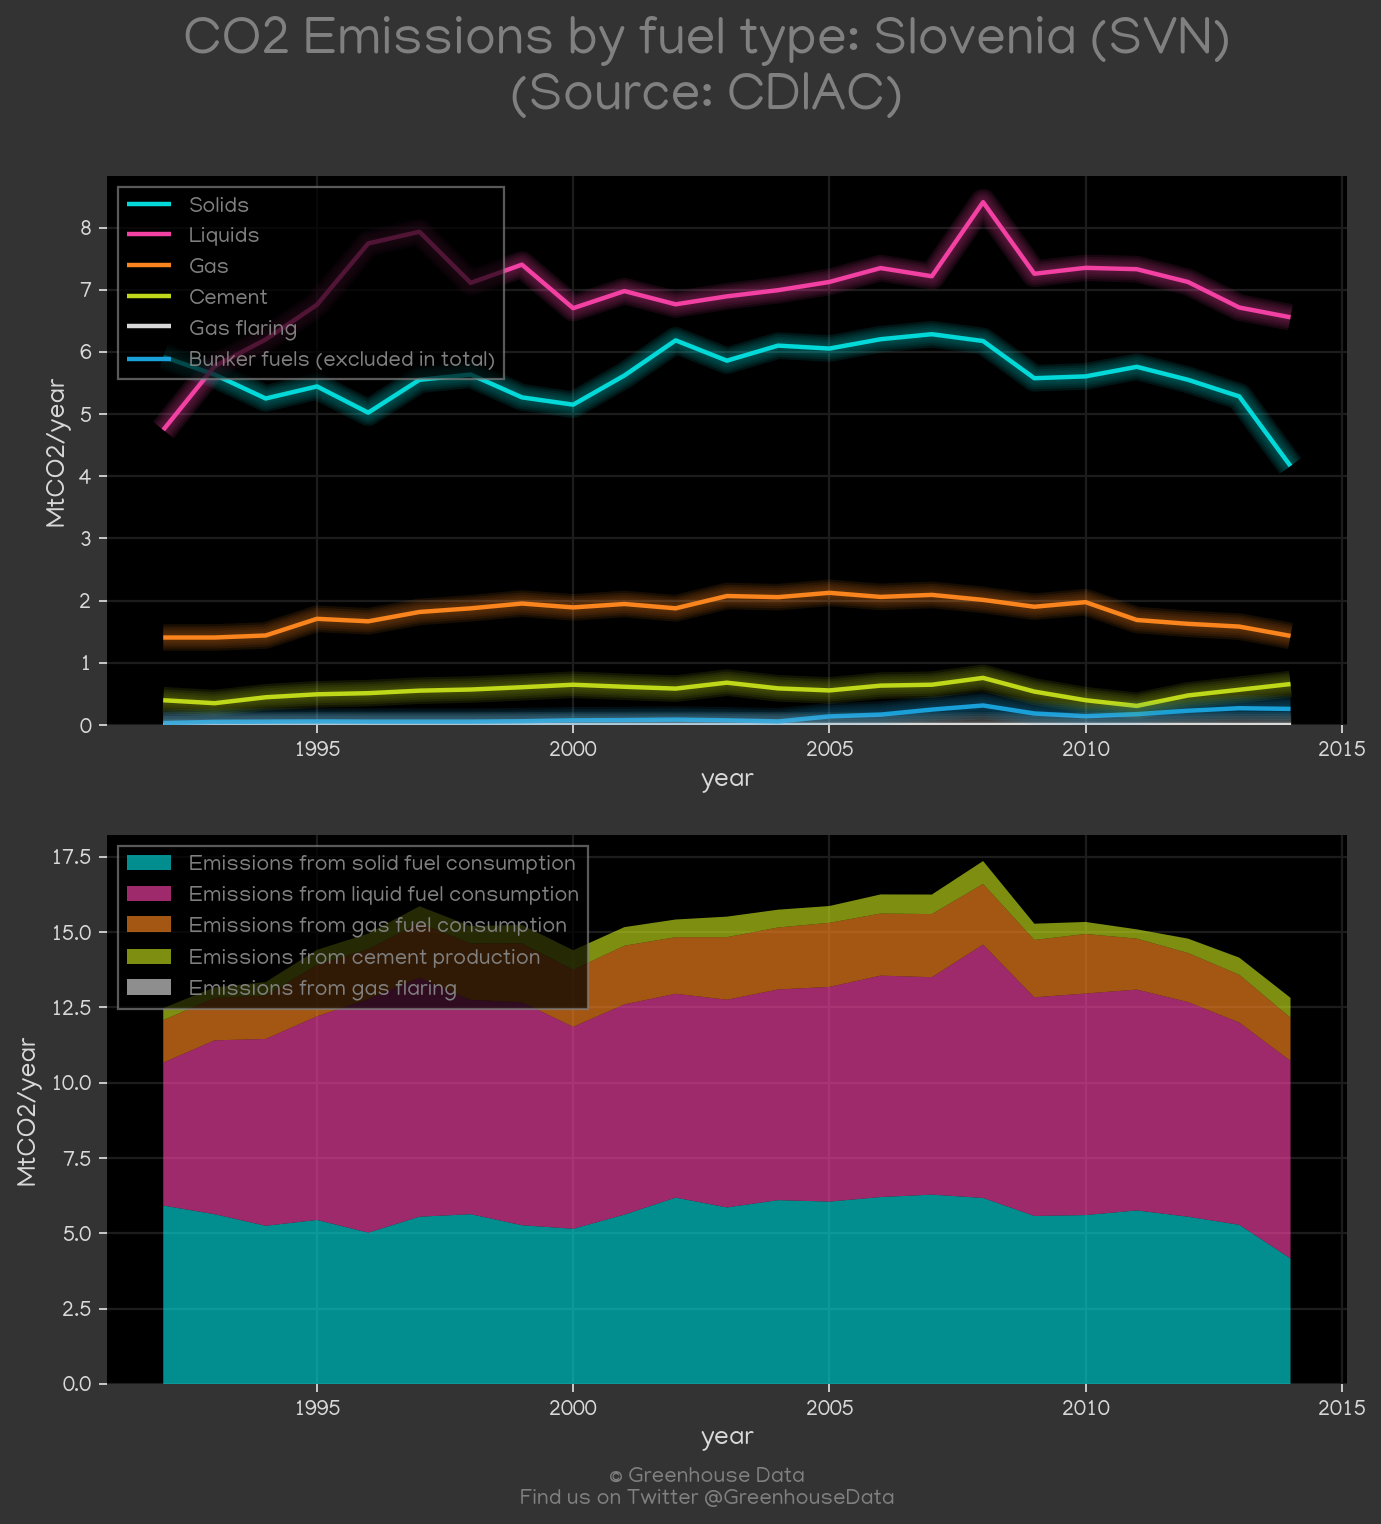 CO2 Emissions by fuel type: Slovenia (SVN)
(Source: CDIAC)
Solids
Liquids
Gas
Cement
Gas flaring
Bunker fuels (excluded in total)
MtCO2/year
8
7
6
5
4
3
2
1
0
1995
2000
2005
2010
2015
year
Emissions from solid fuel consumption
Emissions from liquid fuel consumption
Emissions from gas fuel consumption
Emissions from cement production
Emissions from gas flaring
MtCO2/year
17.5
15.0
12.5
10.0
7.5
5.0
2.5
0.0
1995
2000
2005
2010
2015
year
© Greenhouse Data
Find us on Twitter @GreenhouseData